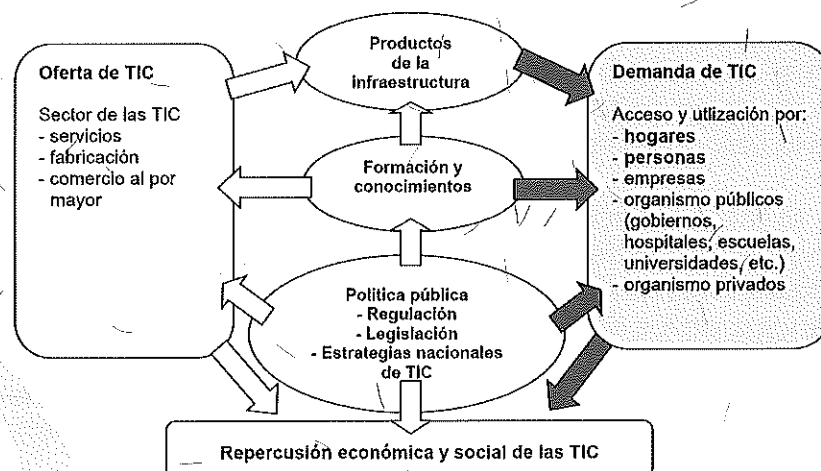 Oferta de TIC
Sector de las TIC
- servicios
- fabricación
- comercio al por
mayor
Productos
de la
infraestructura
Formación y
conocimientos
Política pública
- Regulación
- Legislación
- Estrategias nacionales
de TIC
Demanda de TIC
Acceso y utlización por:
- hogares
- personas
- empresas
- organismo públicos
(gobiernos,
hospitales, escuelas,
universidades, etc.)
- organismo privados
Repercusión económica y social de las TIC